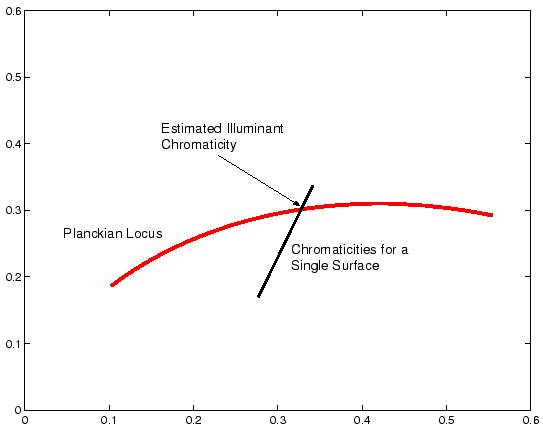 0.6
0.5
Estimated Illuminant
Chromaticity
0.4
0.3
Planckian Locus
Chromaticities for a
Single Surface
0.2
0.1
0
0 0.1 0.2 0.3 0.4 0.5 0.6